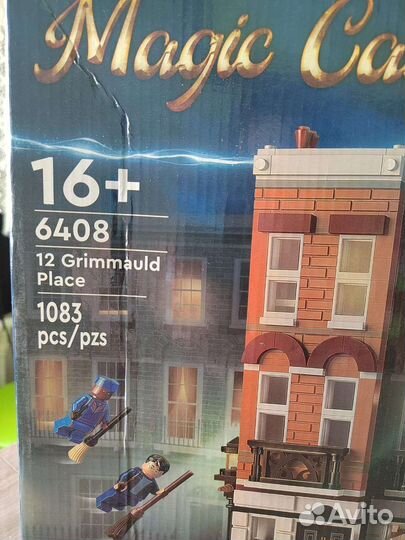 Magic Ca
16+
6408
12 Grimmauld
Place
1083
pcs/pzs
Avito